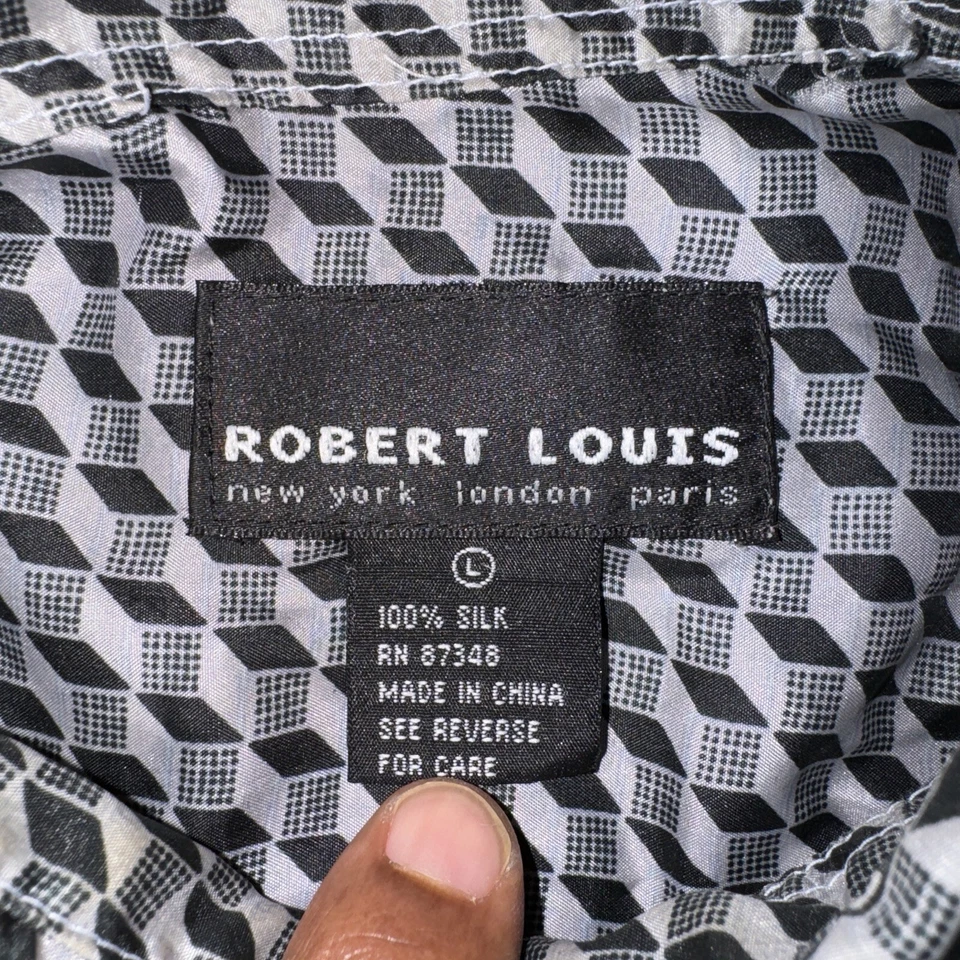 ROBERT LOUIS
new york london paris
L
100% SILK
RN 87348
MADE IN CHINA
SEE REVERSE
FOR CARE